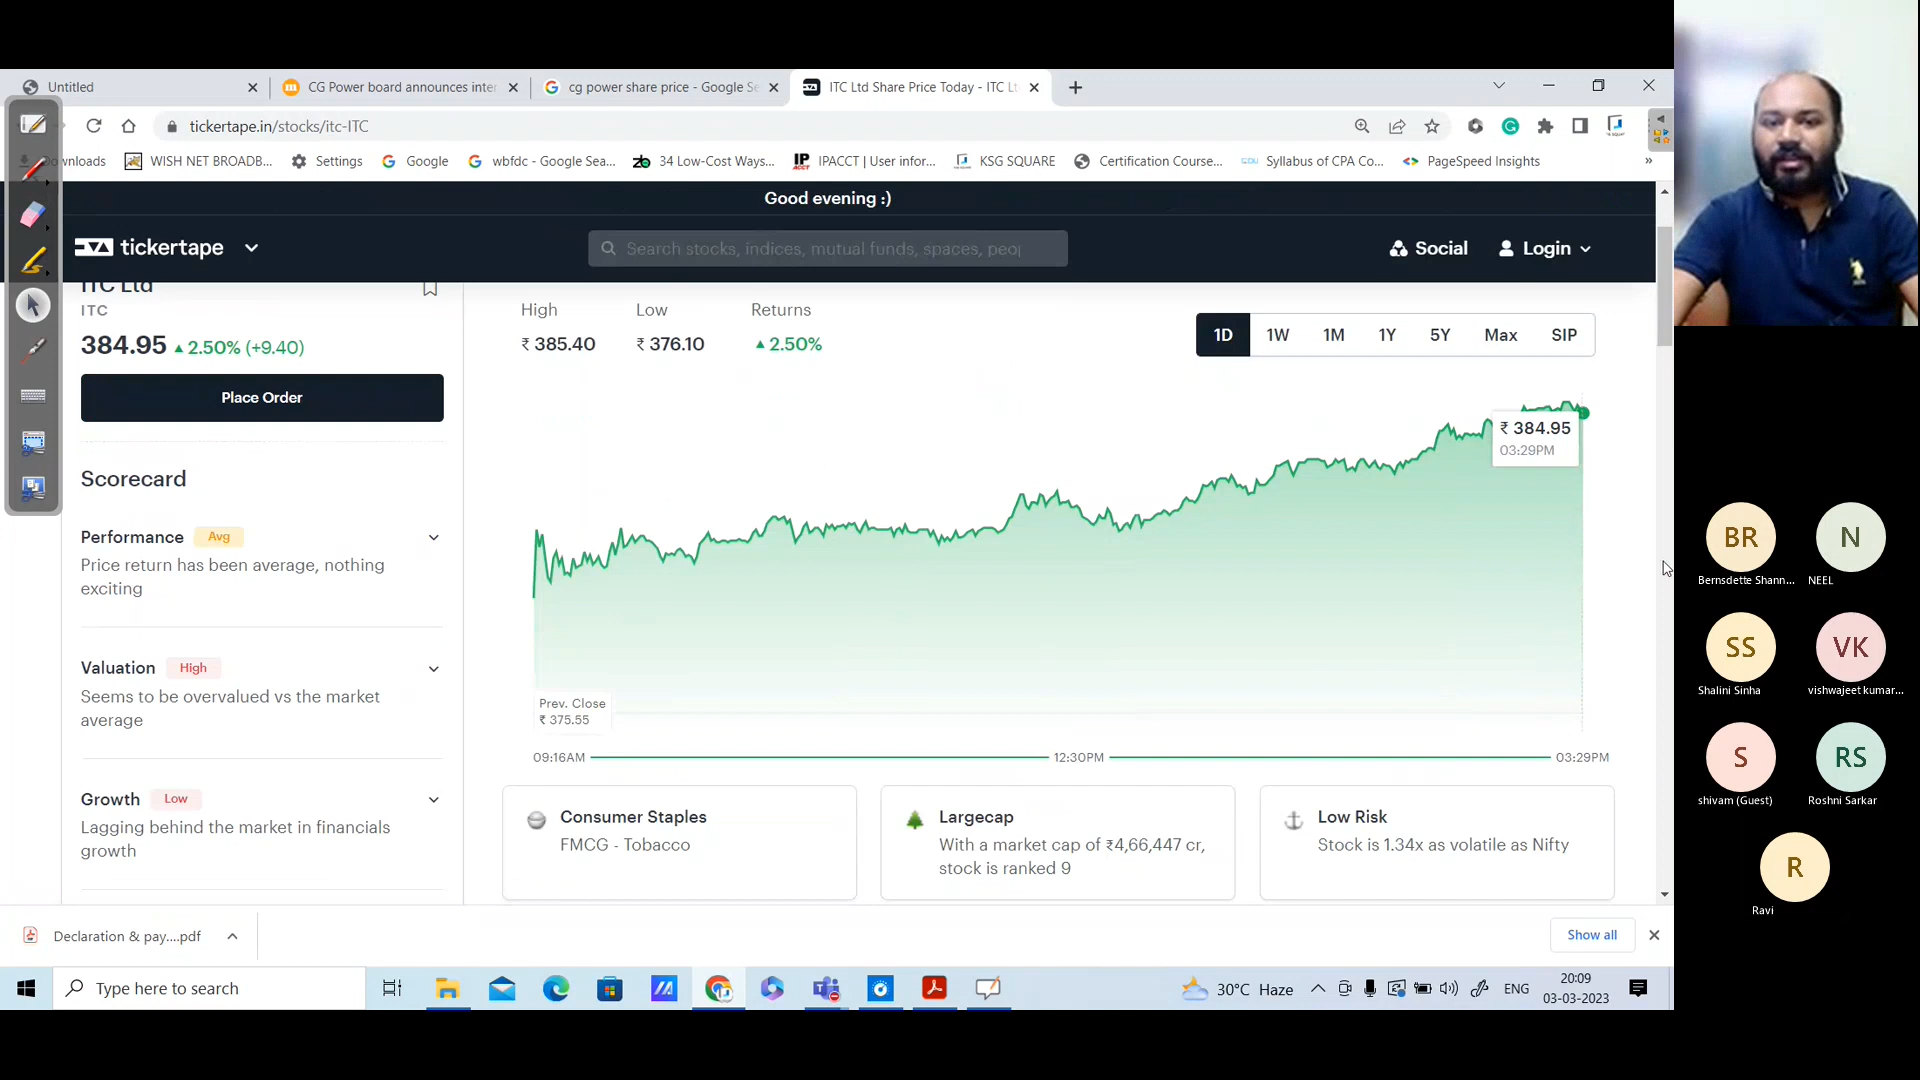 Untitled
CG Power board announces inter
cg power share price - Google Se
ITC Ltd Share Price Today - ITC Lt
tickertape.in/stocks/itc-ITC
wnloads
WISH NET BROADB...
Settings
Google
wbfdc - Google Sea...
34 Low-Cost Ways...
IPACCT | User infor...
KSG SQUARE
Certification Course...
Syllabus of CPA Co...
PageSpeed Insights
»
Good evening :)
tickertape
Search stocks, indices, mutual funds, spaces, peop
Social
Login
ITC Ltd
ITC
384.95 2.50% (+9.40)
Place Order
High
₹ 385.40
Low
₹ 376.10
Returns
2.50%
1D 1W 1M 1Y 5Y Max SIP
Scorecard
Performance Avg
Price return has been average, nothing
exciting
Valuation High
Seems to be overvalued vs the market
average
Growth Low
Lagging behind the market in financials
growth
₹ 384.95
03:29PM
Prev. Close
₹ 375.55
09:16AM
12:30PM
03:29PM
Consumer Staples
FMCG - Tobacco
Largecap
With a market cap of ₹4,66,447 cr,
stock is ranked 9
Low Risk
Stock is 1.34x as volatile as Nifty
Declaration & pay....pdf
Show all
Type here to search
30°C Haze
ENG
20:09
03-03-2023
BR
Bernsdette Shann...
N
NEEL
SS
Shalini Sinha
VK
vishwajeet kumar...
S
shivam (Guest)
RS
Roshni Sarkar
R
Ravi